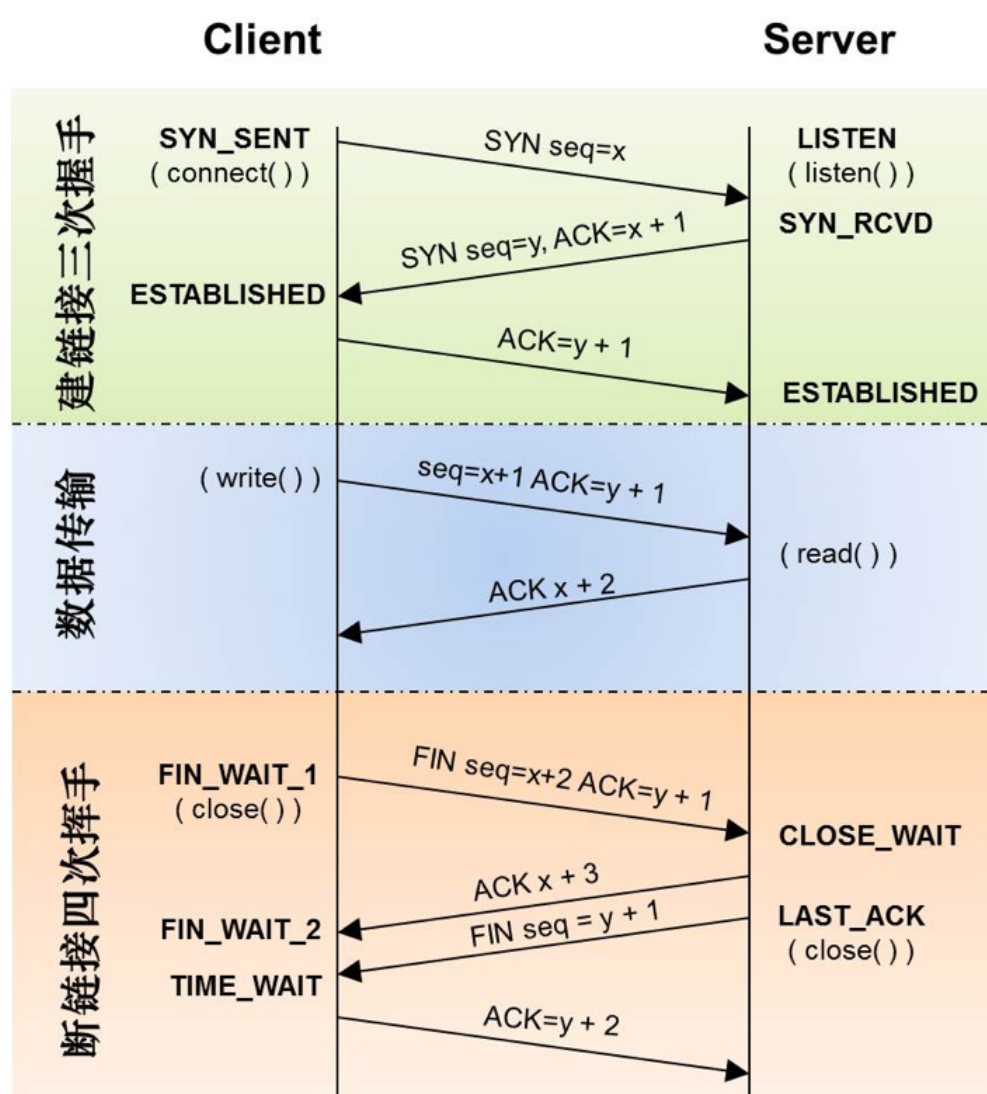 Client
Server
建链接三次握手
SYN_SENT
( connect( ) )
SYN seq=x
LISTEN
( listen( ) )
SYN_RCVD
SYN seq=y, ACK=x + 1
ESTABLISHED
ACK=y + 1
ESTABLISHED
数据传输
( write( ) )
seq=x+1 ACK=y + 1
( read( ) )
ACK x + 2
断链接四次挥手
FIN_WAIT_1
( close( ) )
FIN seq=x+2 ACK=y + 1
CLOSE_WAIT
ACK x + 3
FIN_WAIT_2
FIN seq = y + 1
LAST_ACK
( close( ) )
TIME_WAIT
ACK=y + 2